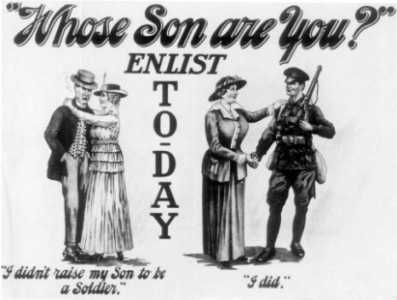 "Whose Son are You?"
ENLIST
TO-DAY
"I didn't raise my Son to be
a Soldier."
"I did."